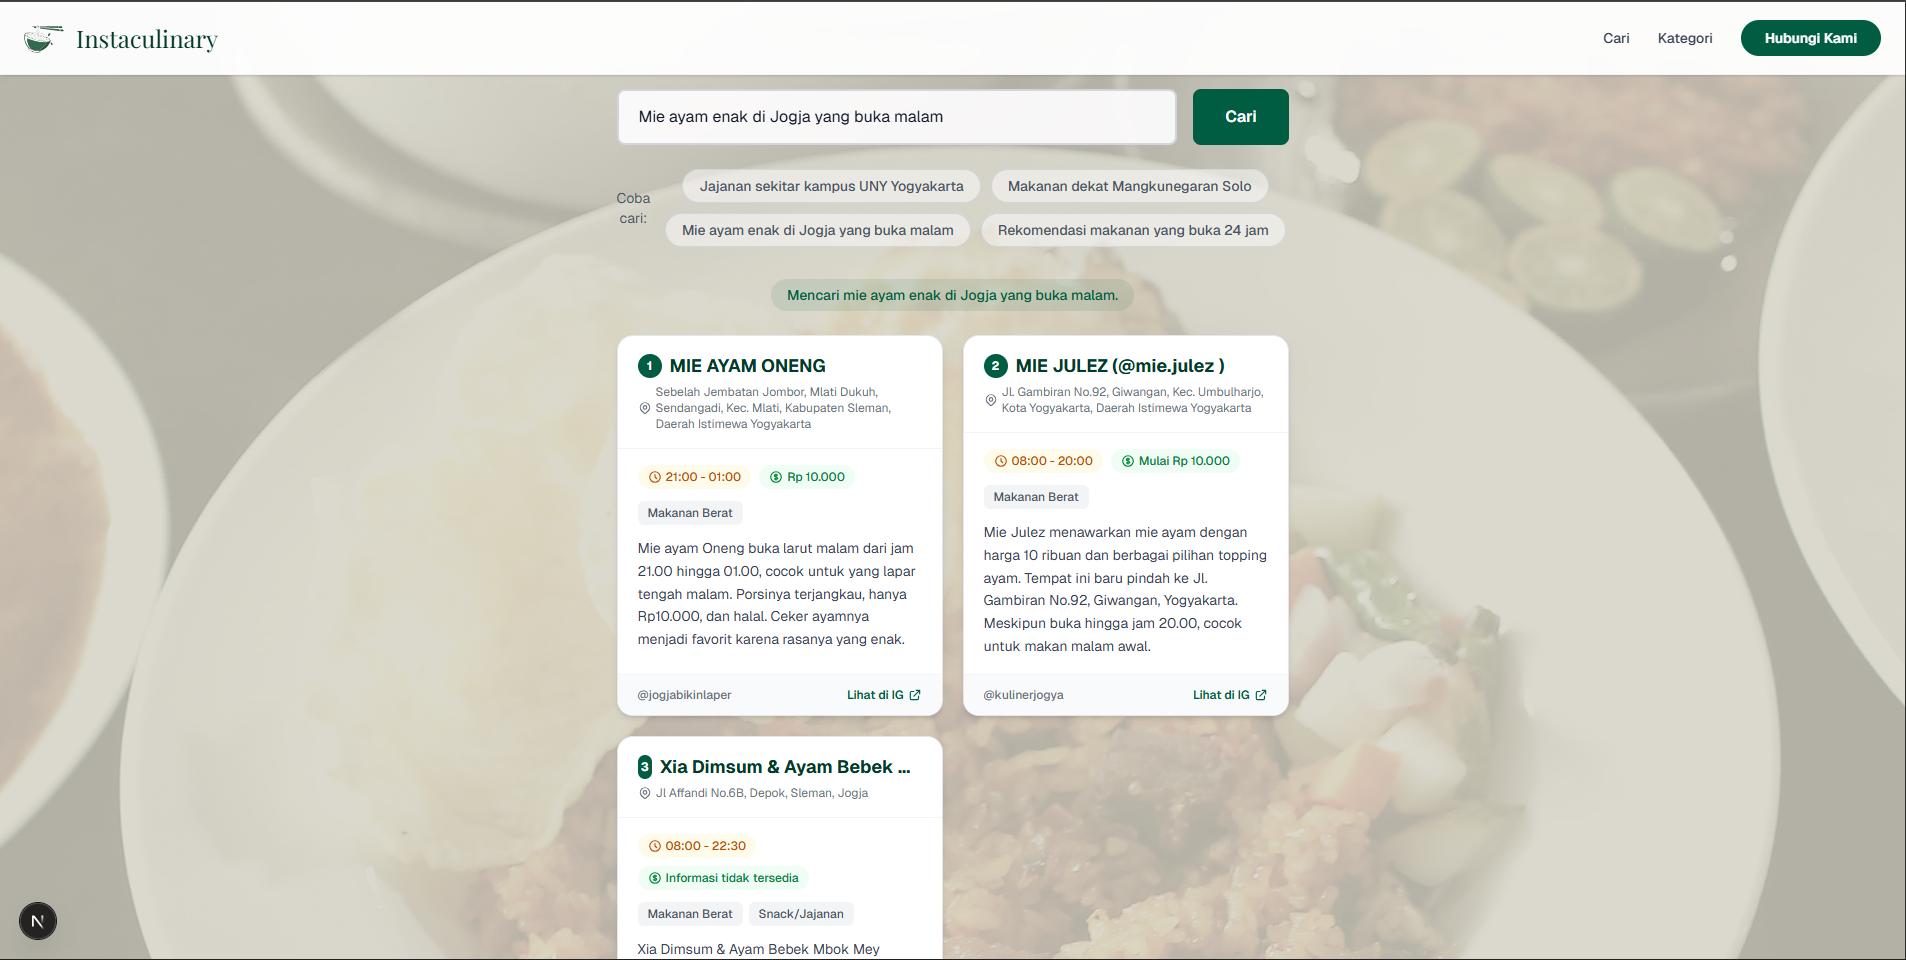 Instaculinary
Cari
Kategori
Hubungi Kami
Mie ayam enak di Jogja yang buka malam
Cari
Coba
cari:
Jajanan sekitar kampus UNY Yogyakarta
Makanan dekat Mangkunegaran Solo
Mie ayam enak di Jogja yang buka malam
Rekomendasi makanan yang buka 24 jam
Mencari mie ayam enak di Jogja yang buka malam.
1 MIE AYAM ONENG
Sebelah Jembatan Jombor, Mlati Dukuh,
Sendangadi, Kec. Mlati, Kabupaten Sleman,
Daerah Istimewa Yogyakarta
21:00 - 01:00
Rp 10.000
Makanan Berat
Mie ayam Oneng buka larut malam dari jam
21.00 hingga 01.00, cocok untuk yang lapar
tengah malam. Porsinya terjangkau, hanya
Rp10.000, dan halal. Ceker ayamnya
menjadi favorit karena rasanya yang enak.
@jogjabikinlaper
Lihat di IG
2 MIE JULEZ (@mie.julez )
Jl. Gambiran No.92, Giwangan, Kec. Umbulharjo,
Kota Yogyakarta, Daerah Istimewa Yogyakarta
08:00 - 20:00
Mulai Rp 10.000
Makanan Berat
Mie Julez menawarkan mie ayam dengan
harga 10 ribuan dan berbagai pilihan topping
ayam. Tempat ini baru pindah ke Jl.
Gambiran No.92, Giwangan, Yogyakarta.
Meskipun buka hingga jam 20.00, cocok
untuk makan malam awal.
@kulinerjogya
Lihat di IG
3 Xia Dimsum & Ayam Bebek ...
Jl Affandi No.6B, Depok, Sleman, Jogja
08:00 - 22:30
Informasi tidak tersedia
Makanan Berat
Snack/Jajanan
Xia Dimsum & Ayam Bebek Mbok Mey
N